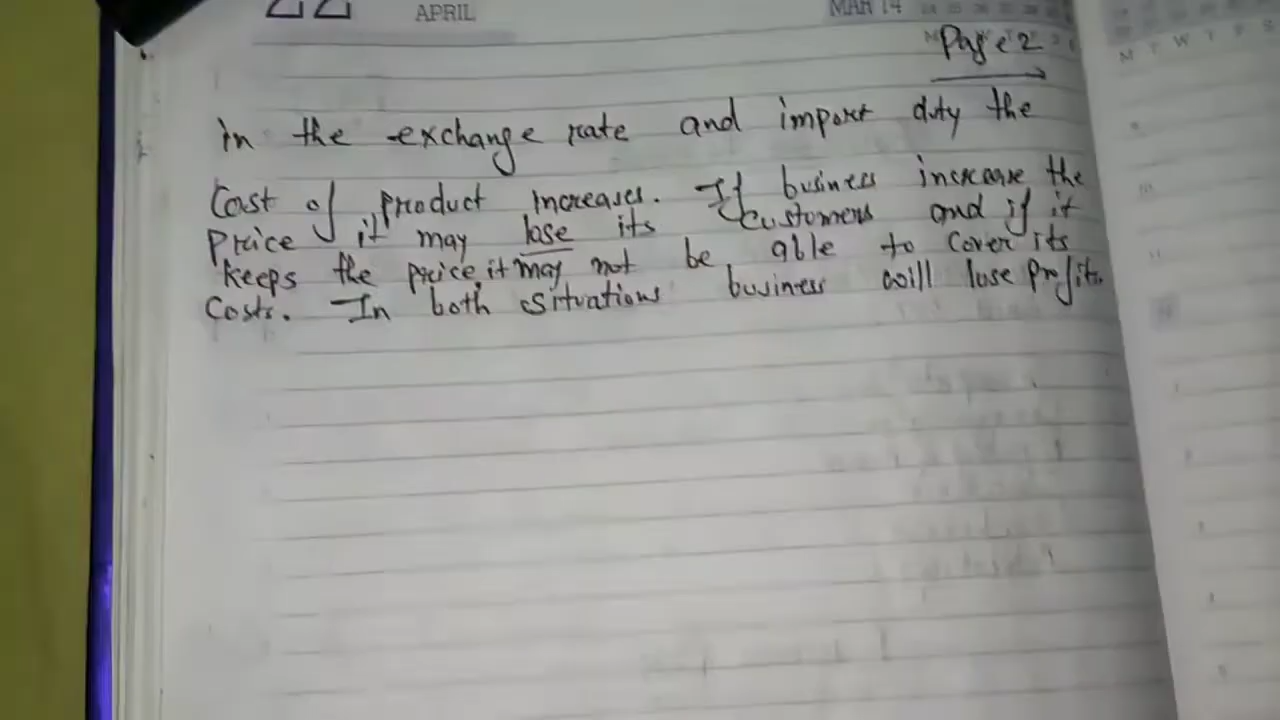 22 APRIL
MAR 14
M T W T F S
Page 2
in the exchange rate and import duty the
Cost of product increases. If business increase the
Price it may lose its customers and if it
keeps the price, it may not be able to cover its
Costs. In both situations business will lose profits.